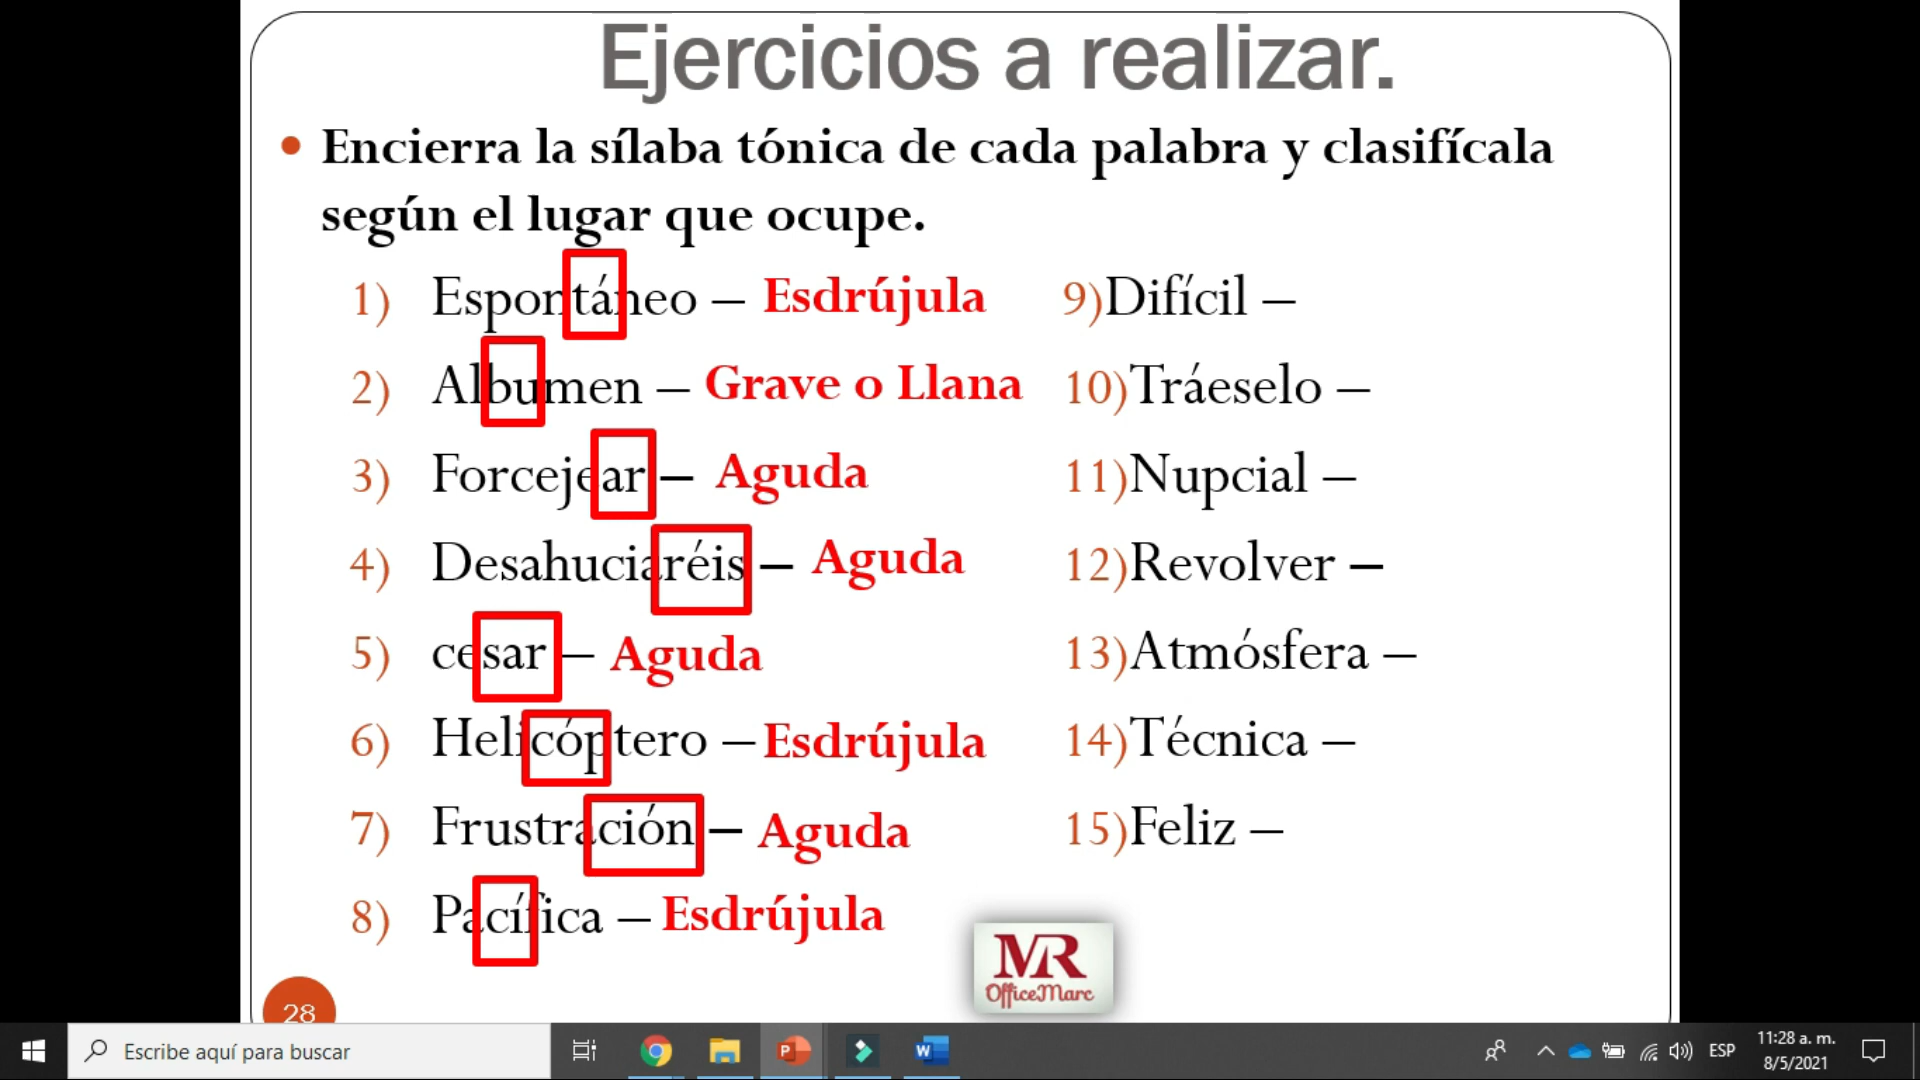 Ejercicios a realizar.
• Encierra la sílaba tónica de cada palabra y clasifícala
según el lugar que ocupe.
1) Espontáneo – Esdrújula
2) Albumen – Grave o Llana
3) Forcejear – Aguda
4) Desahuciaréis – Aguda
5) cesar – Aguda
6) Helicóptero – Esdrújula
7) Frustración – Aguda
8) Pacífica – Esdrújula
9)Difícil –
10)Tráeselo –
11)Nupcial –
12)Revolver –
13)Atmósfera –
14)Técnica –
15)Feliz –
MR
OfficeMarc
28
Escribe aquí para buscar
ESP
11:28 a. m.
8/5/2021